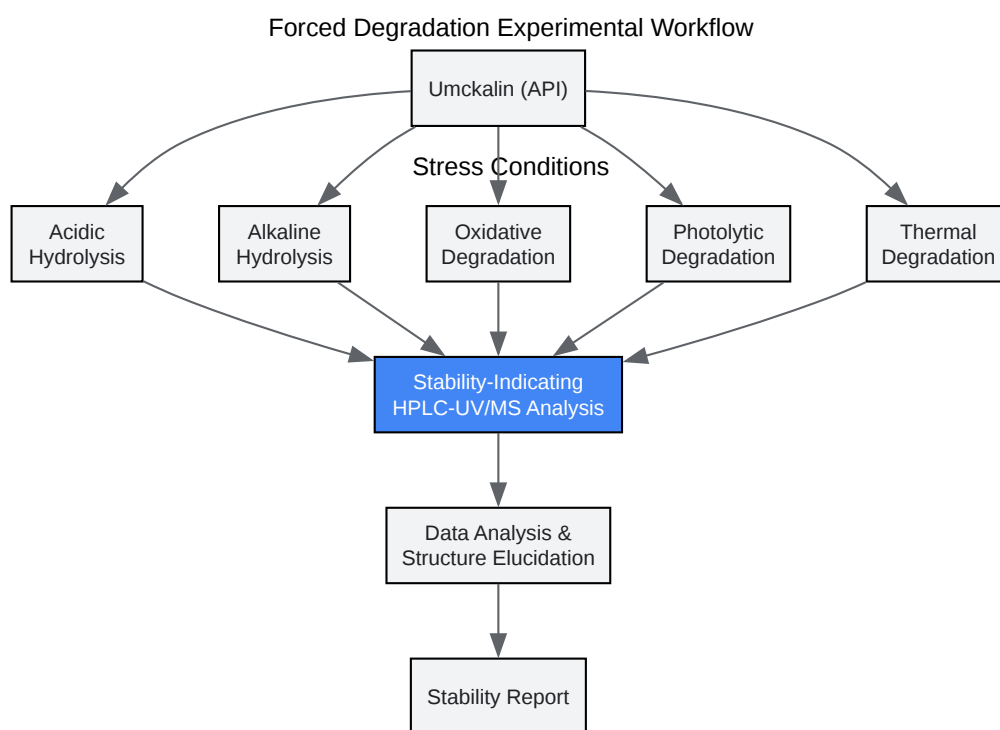 Forced Degradation Experimental Workflow
Umckalin (API)
Stress Conditions
Acidic
Hydrolysis
Alkaline
Hydrolysis
Oxidative
Degradation
Photolytic
Degradation
Thermal
Degradation
Stability-Indicating
HPLC-UV/MS Analysis
Data Analysis &
Structure Elucidation
Stability Report